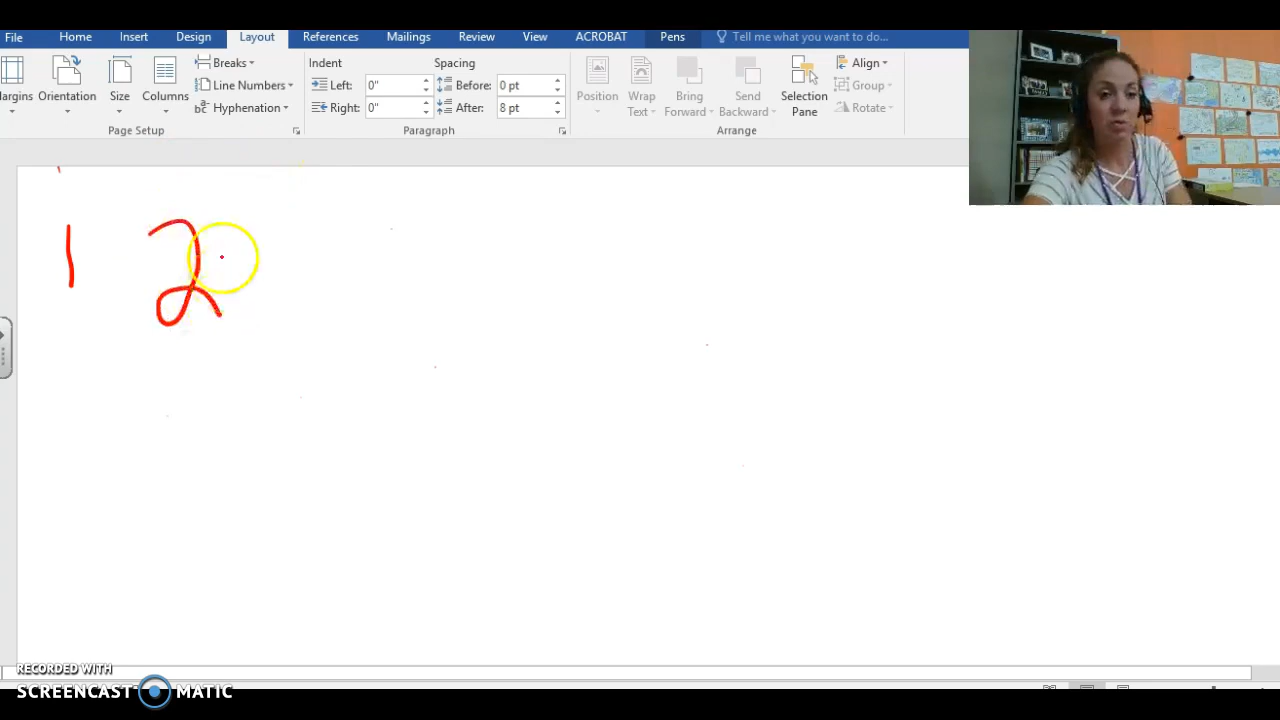 File Home Insert Design Layout References Mailings Review View ACROBAT Pens Tell me what you want to do...
Breaks Indent Spacing Align
Line Numbers Left: 0" Before: 0 pt Group
argins Orientation Size Columns Hyphenation Right: 0" After: 8 pt Position Wrap Text Bring Forward Send Backward Selection Pane Rotate
Page Setup Paragraph Arrange
1 2
RECORDED WITH
SCREENCAST MATIC